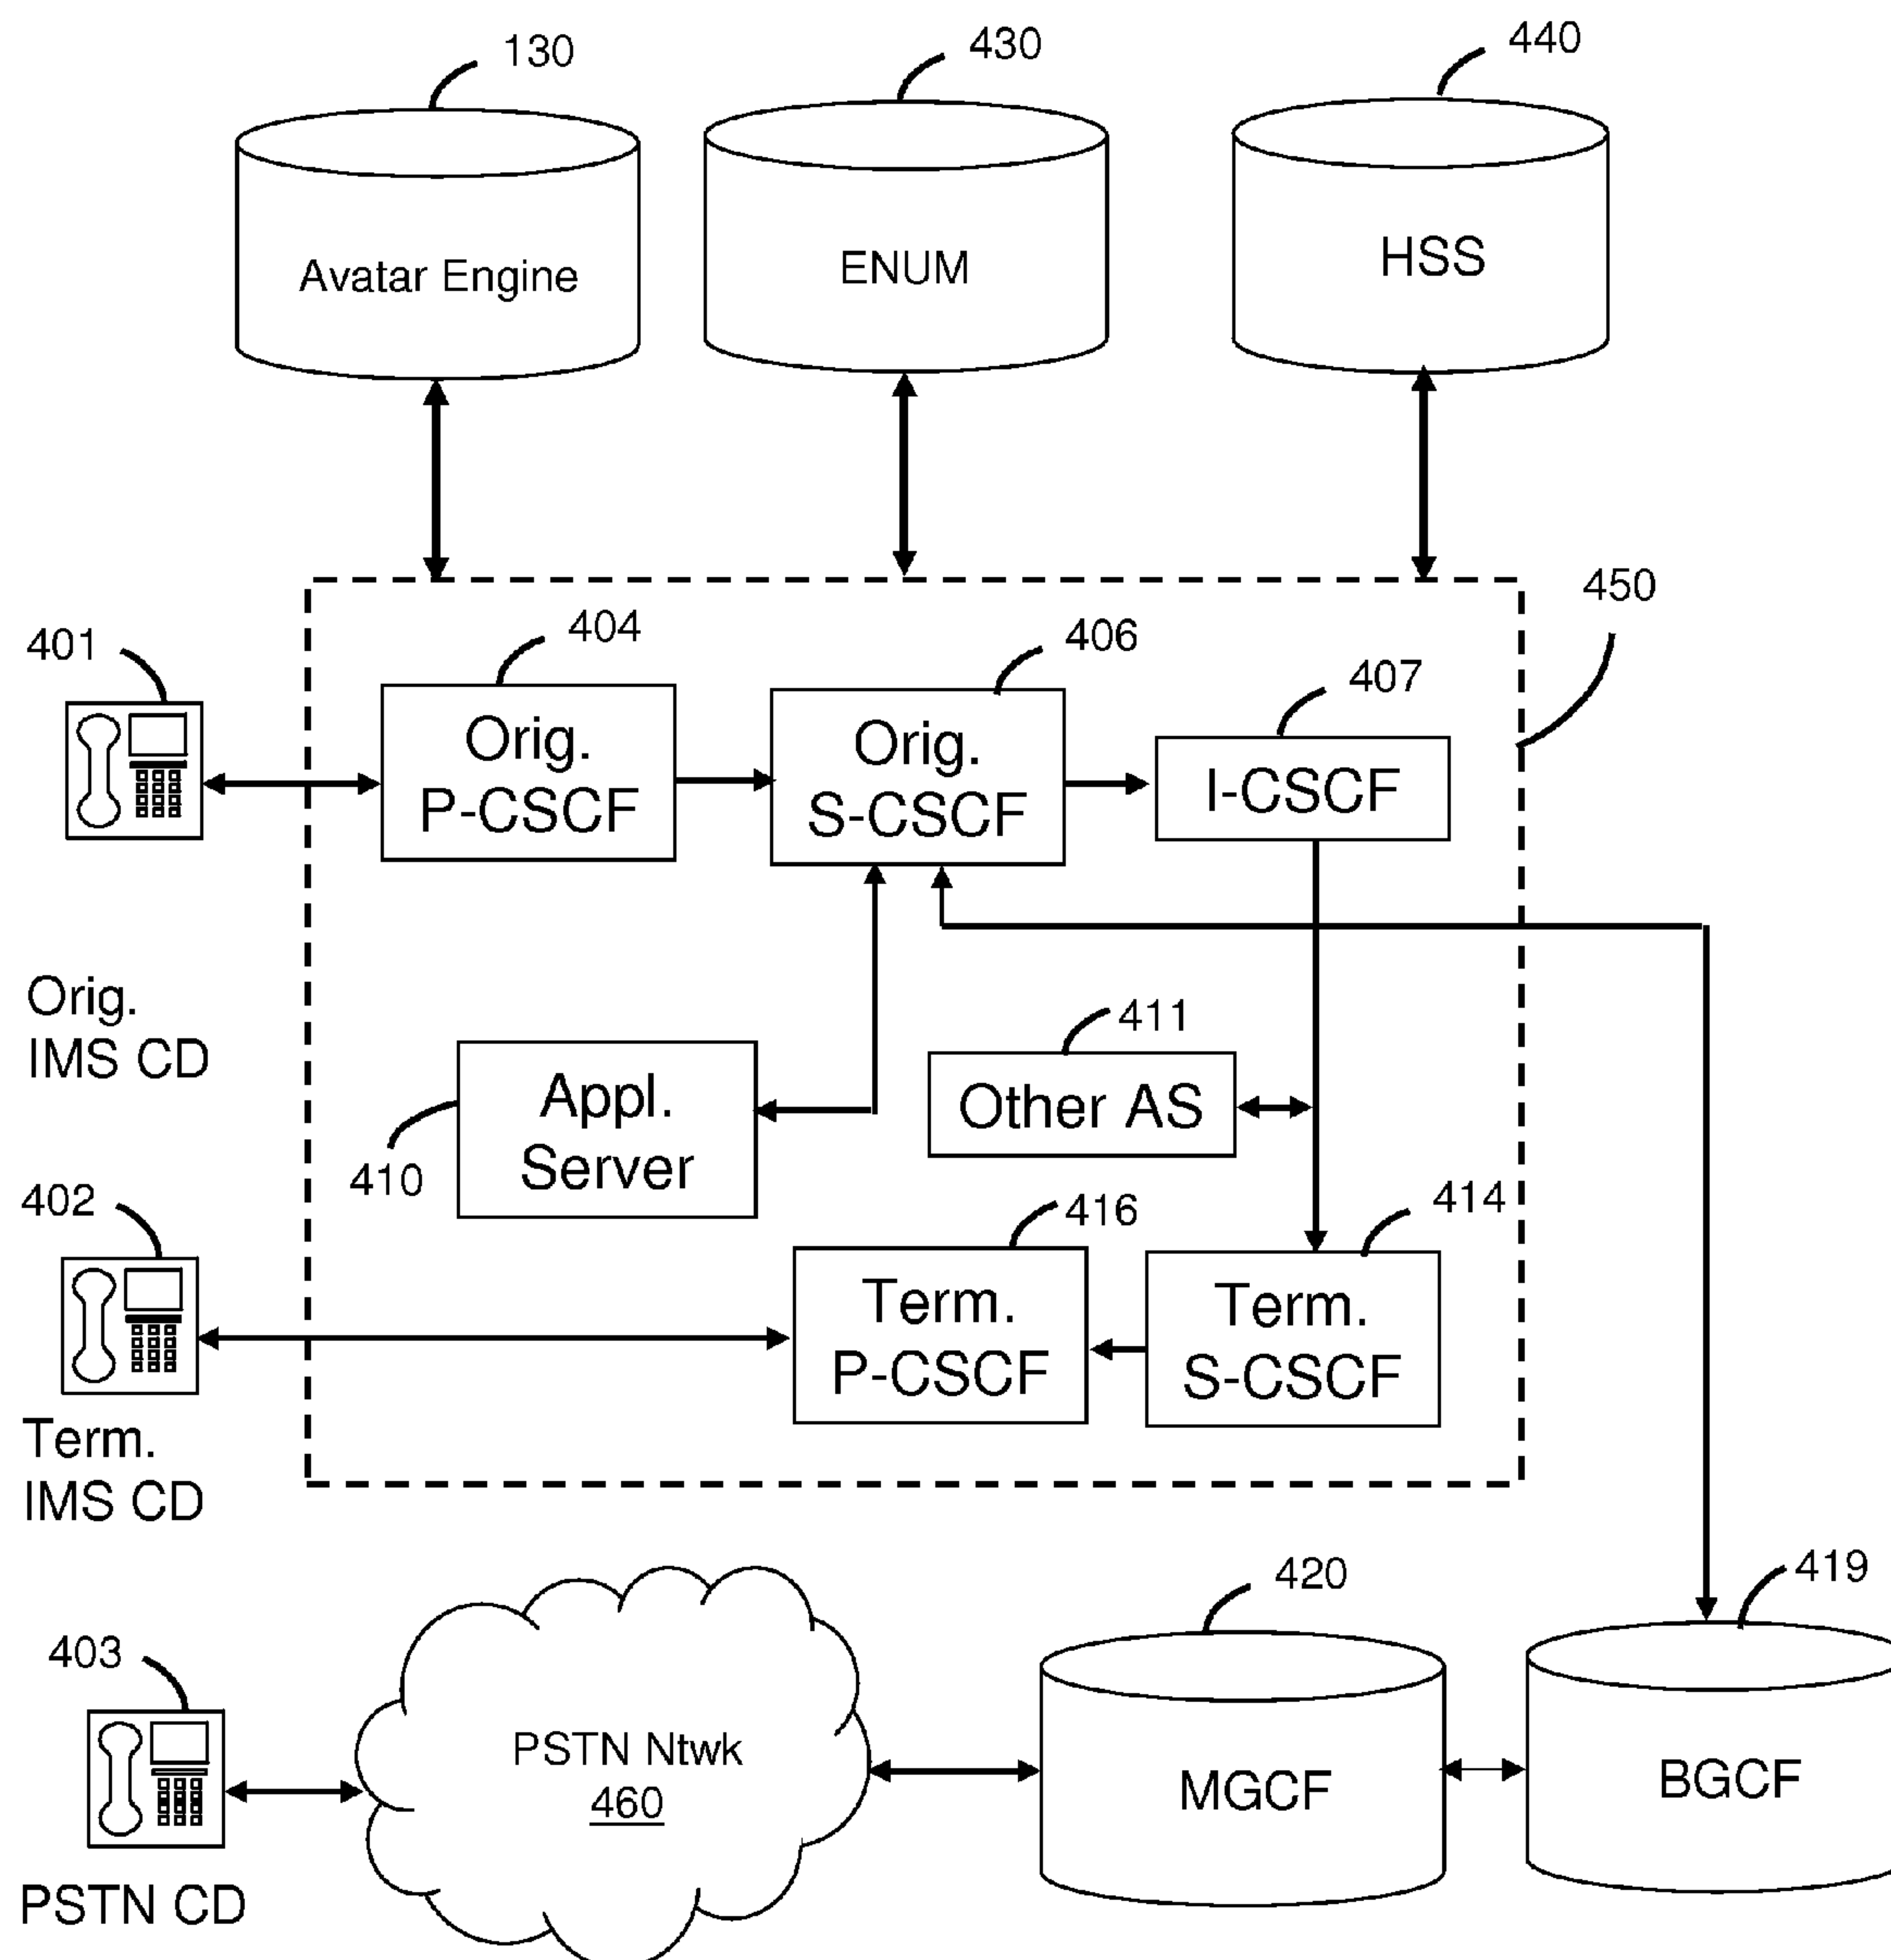 130
430
440
Avatar Engine
ENUM
HSS
450
401
404
406
407
Orig.
P-CSCF
Orig.
S-CSCF
I-CSCF
Orig.
IMS CD
411
Other AS
Appl.
Server
410
402
416
414
Term.
P-CSCF
Term.
S-CSCF
Term.
IMS CD
420
419
403
PSTN Ntwk
460
MGCF
BGCF
PSTN CD